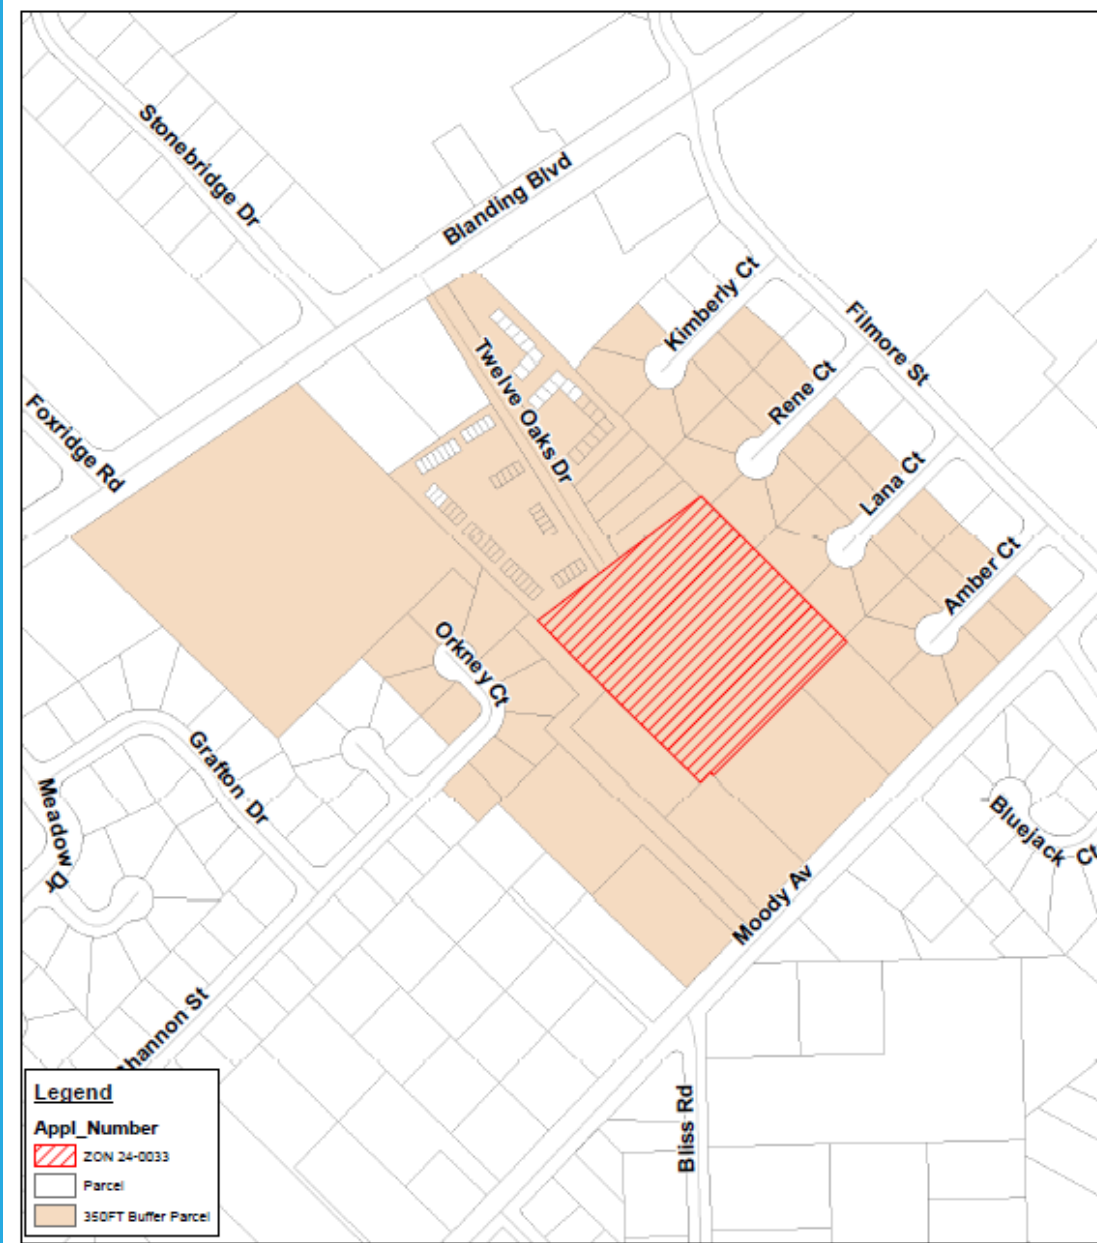 Stonebridge Dr
Blanding Blvd
Kimberly Ct
Filmore St
Twelve Oaks Dr
Rene Ct
Foxridge Rd
Lana Ct
Amber Ct
Orkney Ct
Grafton Dr
Meadow Dr
Bluejack Ct
Moody Av
Shannon St
Bliss Rd
Legend
Appl_Number
ZON 24-0033
Parcel
350FT Buffer Parcel